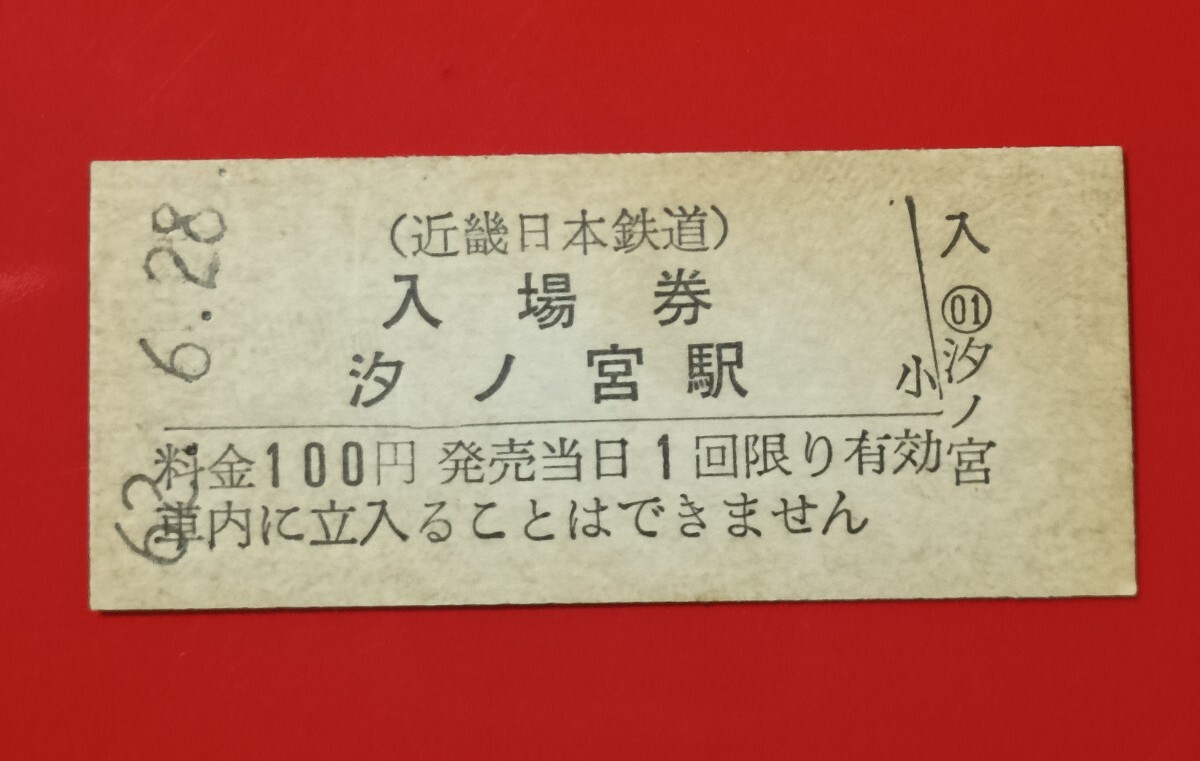 (近畿日本鉄道)
入場券
汐ノ宮駅
小
料金100円 発売当日1回限り有効
車内に立入ることはできません
入
01
汐ノ宮
63.6.28